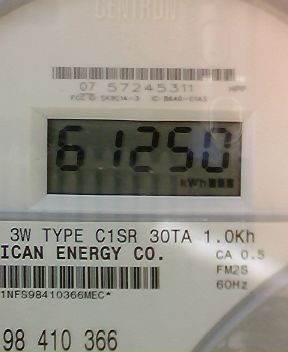 CENTRON
07 57245311
61250
kWh
3W TYPE C1SR 30TA 1.0Kh
ICAN ENERGY CO.
CA 0.5
FM2S
60Hz
1NFS98410366MEC*
98 410 366